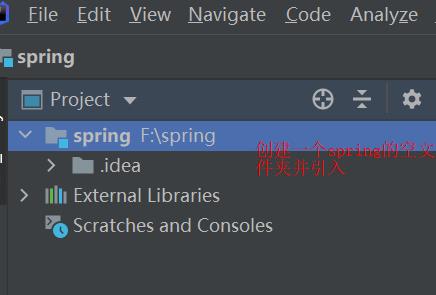 File Edit View Navigate Code Analyze
spring
Project
spring F:\spring
创建一个spring的空文
件夹并引入
.idea
External Libraries
Scratches and Consoles